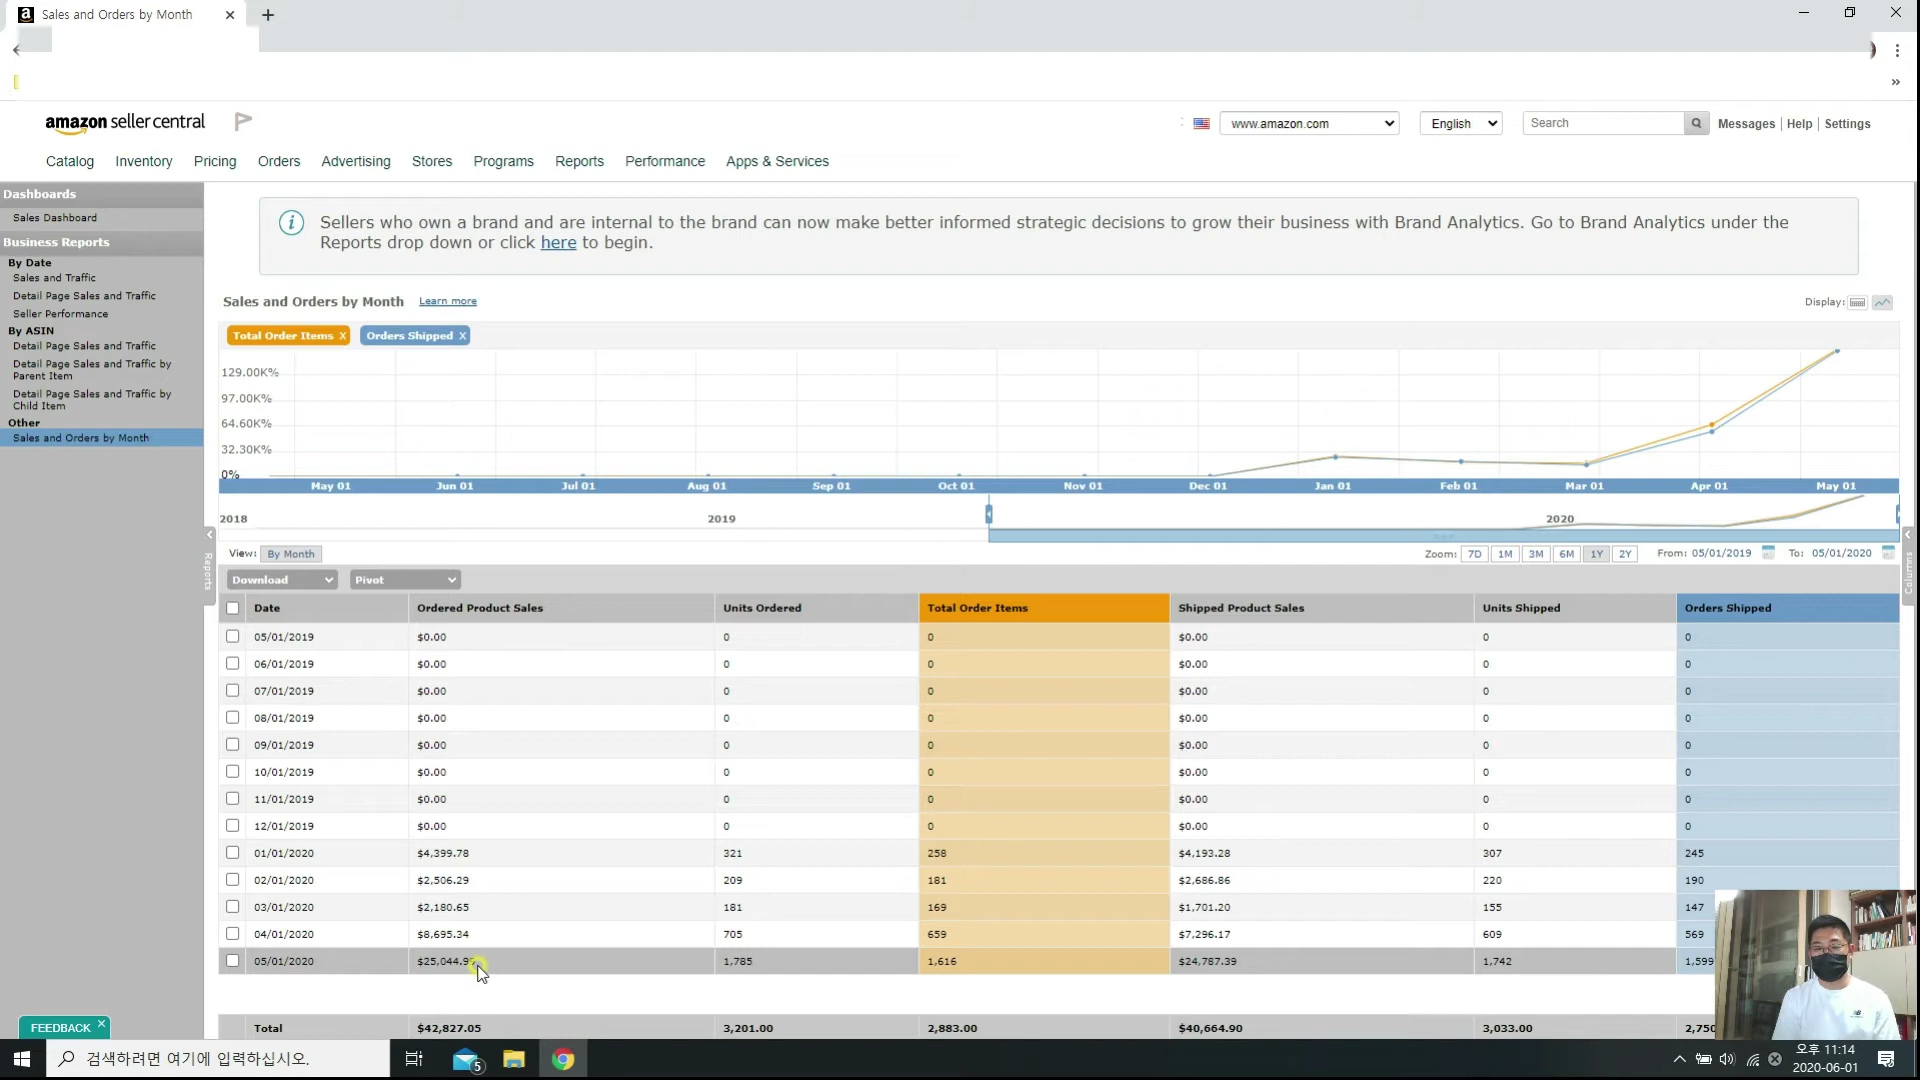 Sales and Orders by Month
amazon seller central
www.amazon.com
English
Search
Messages | Help | Settings
Catalog Inventory Pricing Orders Advertising Stores Programs Reports Performance Apps & Services
Dashboards
Sales Dashboard
Business Reports
By Date
Sales and Traffic
Detail Page Sales and Traffic
Seller Performance
By ASIN
Detail Page Sales and Traffic
Detail Page Sales and Traffic by
Parent Item
Detail Page Sales and Traffic by
Child Item
Other
Sales and Orders by Month
Sellers who own a brand and are internal to the brand can now make better informed strategic decisions to grow their business with Brand Analytics. Go to Brand Analytics under the
Reports drop down or click here to begin.
Sales and Orders by Month Learn more
Display:
Total Order Items X Orders Shipped X
129.00K%
97.00K%
64.60K%
32.30K%
0%
May 01 Jun 01 Jul 01 Aug 01 Sep 01 Oct 01 Nov 01 Dec 01 Jan 01 Feb 01 Mar 01 Apr 01 May 01
2018 2019 2020
Reports
Columns
View: By Month
Zoom: 7D 1M 3M 6M 1Y 2Y From: 05/01/2019 To: 05/01/2020
Download Pivot
Date Ordered Product Sales Units Ordered Total Order Items Shipped Product Sales Units Shipped Orders Shipped
05/01/2019 $0.00 0 0 $0.00 0 0
06/01/2019 $0.00 0 0 $0.00 0 0
07/01/2019 $0.00 0 0 $0.00 0 0
08/01/2019 $0.00 0 0 $0.00 0 0
09/01/2019 $0.00 0 0 $0.00 0 0
10/01/2019 $0.00 0 0 $0.00 0 0
11/01/2019 $0.00 0 0 $0.00 0 0
12/01/2019 $0.00 0 0 $0.00 0 0
01/01/2020 $4,399.78 321 258 $4,193.28 307 245
02/01/2020 $2,506.29 209 181 $2,686.86 220 190
03/01/2020 $2,180.65 181 169 $1,701.20 155 147
04/01/2020 $8,695.34 705 659 $7,296.17 609 569
05/01/2020 1,785 1,616 $24,787.39 1,742 1,599
Total $42,827.05 3,201.00 2,883.00 $40,664.90 3,033.00
FEEDBACK X
검색하려면 여기에 입력하십시오.
5
오후 11:14
2020-06-01